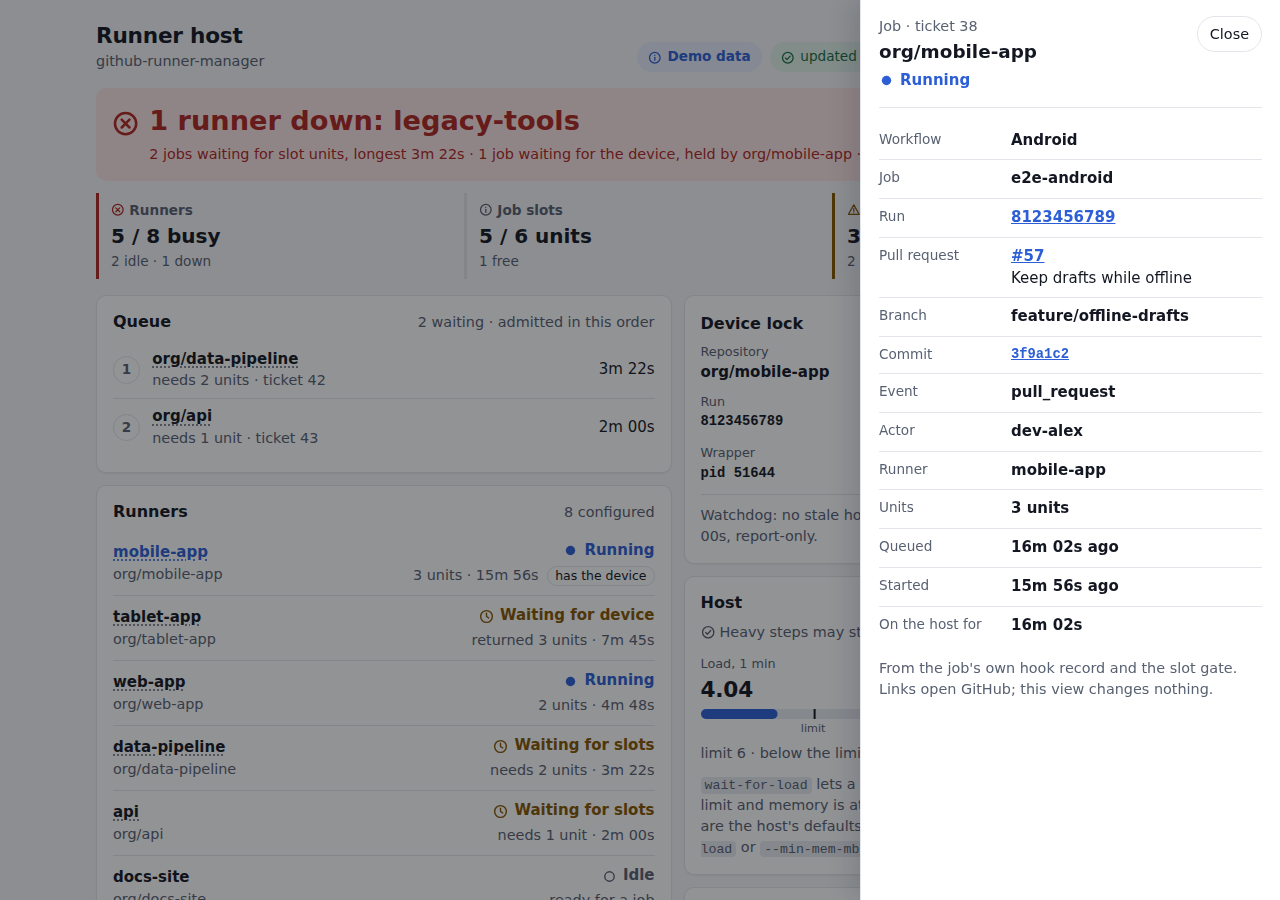 Runner host
github-runner-manager
Demo data
updated
1 runner down: legacy-tools
2 jobs waiting for slot units, longest 3m 22s · 1 job waiting for the device, held by org/mobile-app ·
Runners
5 / 8 busy
2 idle · 1 down
Job slots
5 / 6 units
1 free
3
2
Queue
2 waiting · admitted in this order
1
org/data-pipeline
needs 2 units · ticket 42
3m 22s
2
org/api
needs 1 unit · ticket 43
2m 00s
Runners
8 configured
mobile-app
Running
org/mobile-app
3 units · 15m 56s
has the device
tablet-app
Waiting for device
org/tablet-app
returned 3 units · 7m 45s
web-app
Running
org/web-app
2 units · 4m 48s
data-pipeline
Waiting for slots
org/data-pipeline
needs 2 units · 3m 22s
api
Waiting for slots
org/api
needs 1 unit · 2m 00s
docs-site
Idle
org/docs-site
ready for a job
Device lock
Repository
org/mobile-app
Run
8123456789
Wrapper
pid 51644
Watchdog: no stale ho
00s, report-only.
Host
Heavy steps may st
Load, 1 min
4.04
limit
limit 6 · below the limi
wait-for-load lets a
limit and memory is at
are the host's defaults
load or --min-mem-mb
Job · ticket 38
org/mobile-app
Running
Close
Workflow
Android
Job
e2e-android
Run
8123456789
Pull request
#57
Keep drafts while offline
Branch
feature/offline-drafts
Commit
3f9a1c2
Event
pull_request
Actor
dev-alex
Runner
mobile-app
Units
3 units
Queued
16m 02s ago
Started
15m 56s ago
On the host for
16m 02s
From the job's own hook record and the slot gate.
Links open GitHub; this view changes nothing.